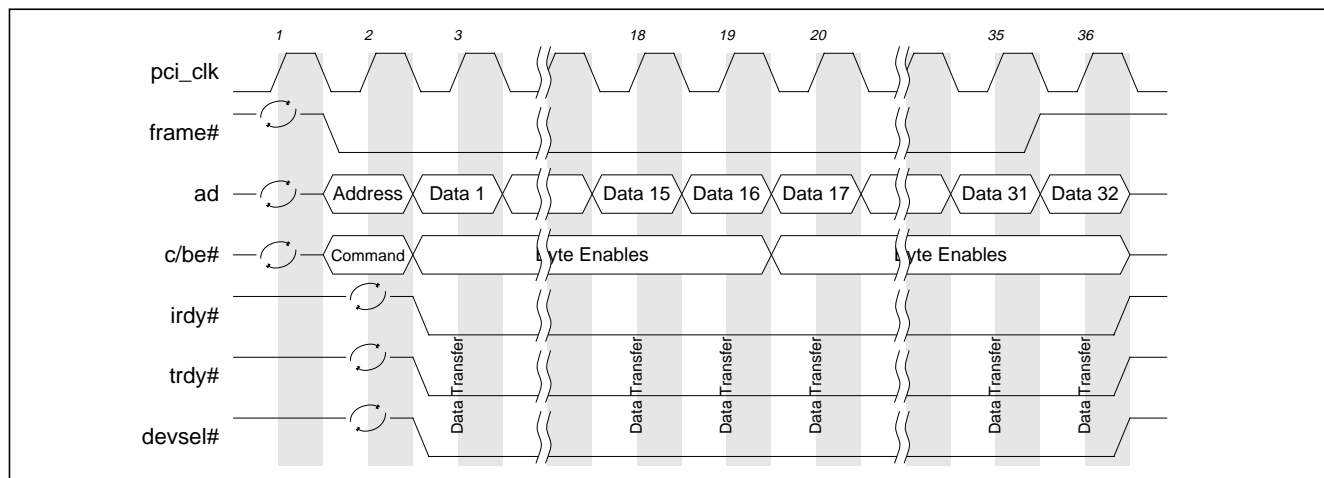 1 2 3 18 19 20 35 36
pci_clk
frame#
ad Address Data 1 Data 15 Data 16 Data 17 Data 31 Data 32
c/be# Command Byte Enables Byte Enables
irdy#
trdy#
devsel#
Data Transfer
Data Transfer
Data Transfer
Data Transfer
Data Transfer
Data Transfer